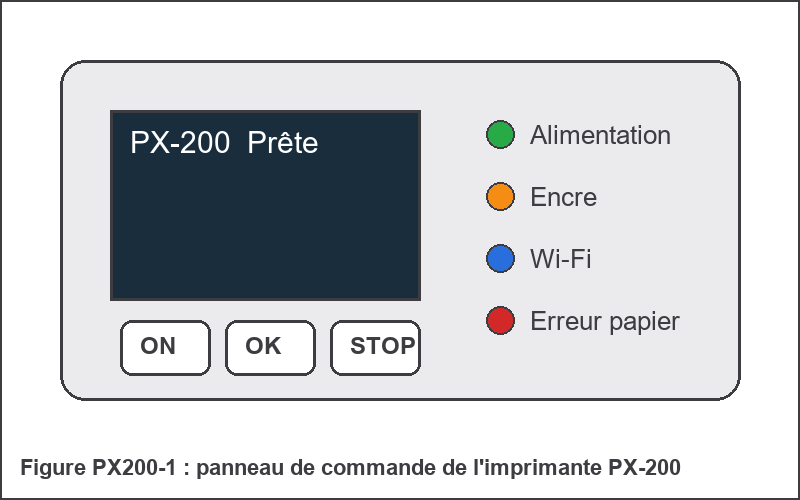 PX-200  Prête
Alimentation
Encre
Wi-Fi
Erreur papier
ON
OK
STOP
Figure PX200-1 : panneau de commande de l'imprimante PX-200